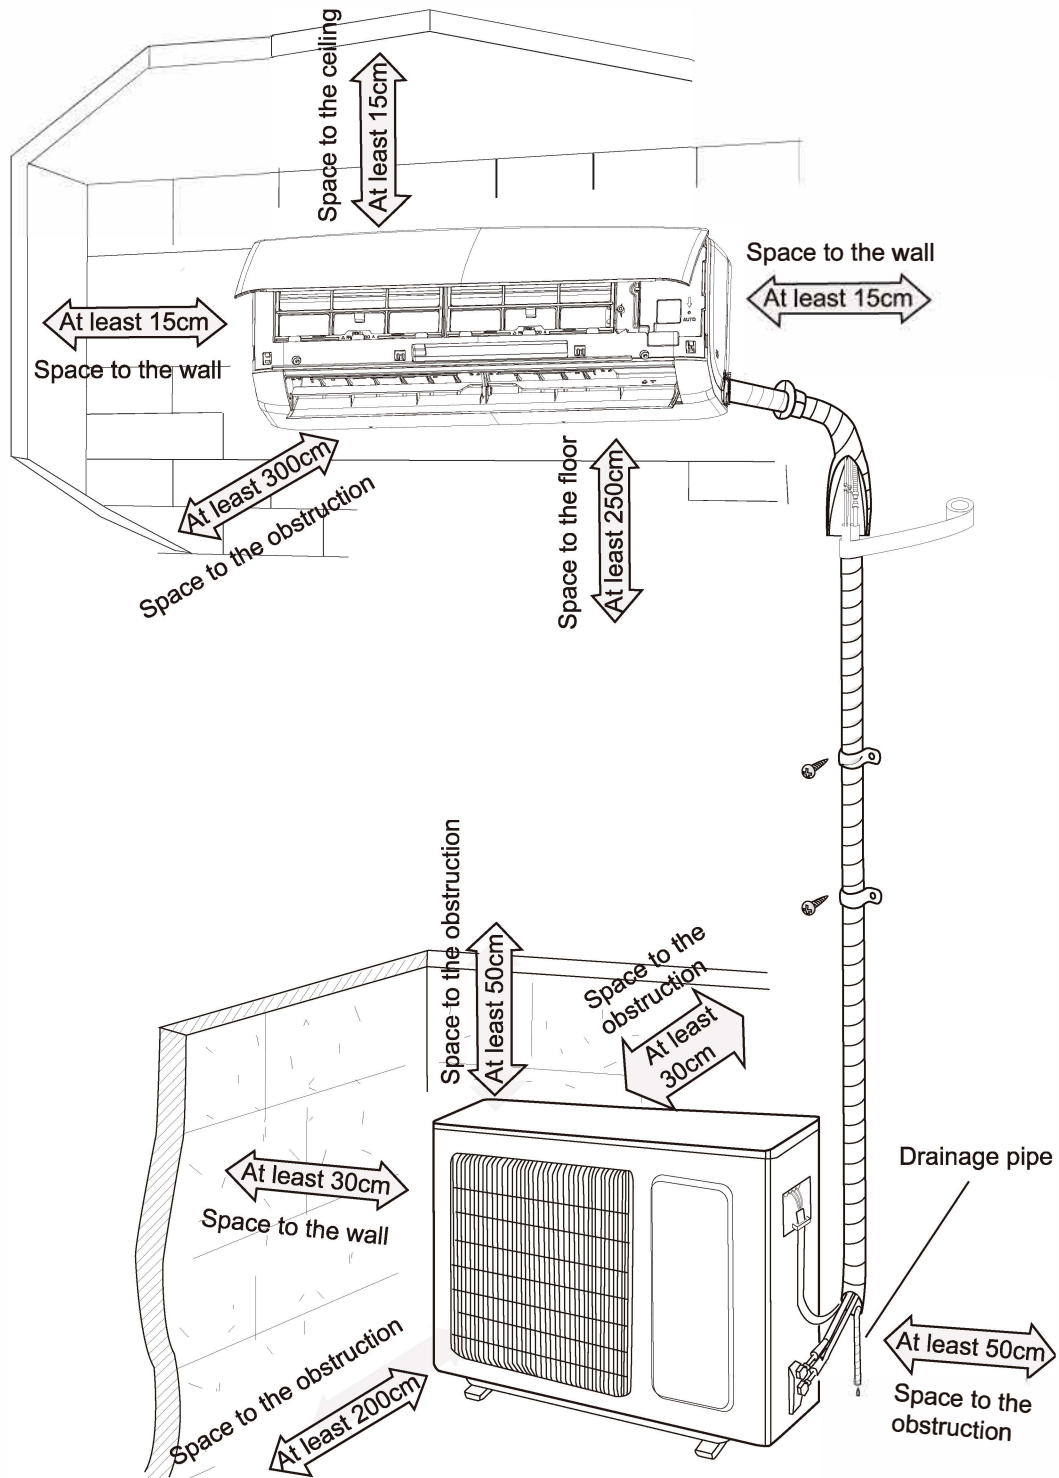 Space to the ceiling
At least 15cm
Space to the wall
At least 15cm
At least 15cm
Space to the wall
AUTO
At least 300cm
Space to the obstruction
Space to the floor
At least 250cm
Space to the obstruction
At least 50cm
Space to the
obstruction
At least
30cm
Drainage pipe
At least 30cm
Space to the wall
At least 50cm
Space to the
obstruction
Space to the obstruction
At least 200cm